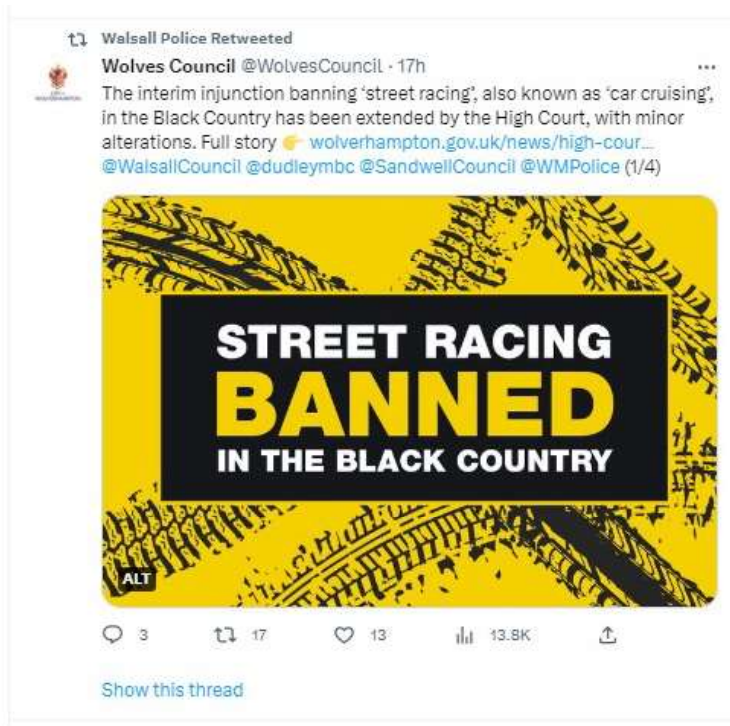 Walsall Police Retweeted
Wolves Council @WolvesCouncil · 17h
The interim injunction banning ‘street racing’, also known as ‘car cruising’,
in the Black Country has been extended by the High Court, with minor
alterations. Full story 👉 wolverhampton.gov.uk/news/high-cour...
@WalsallCouncil @dudleymbc @SandwellCouncil @WMPolice (1/4)
STREET RACING
BANNED
IN THE BLACK COUNTRY
ALT
3 17 13 13.8K
Show this thread